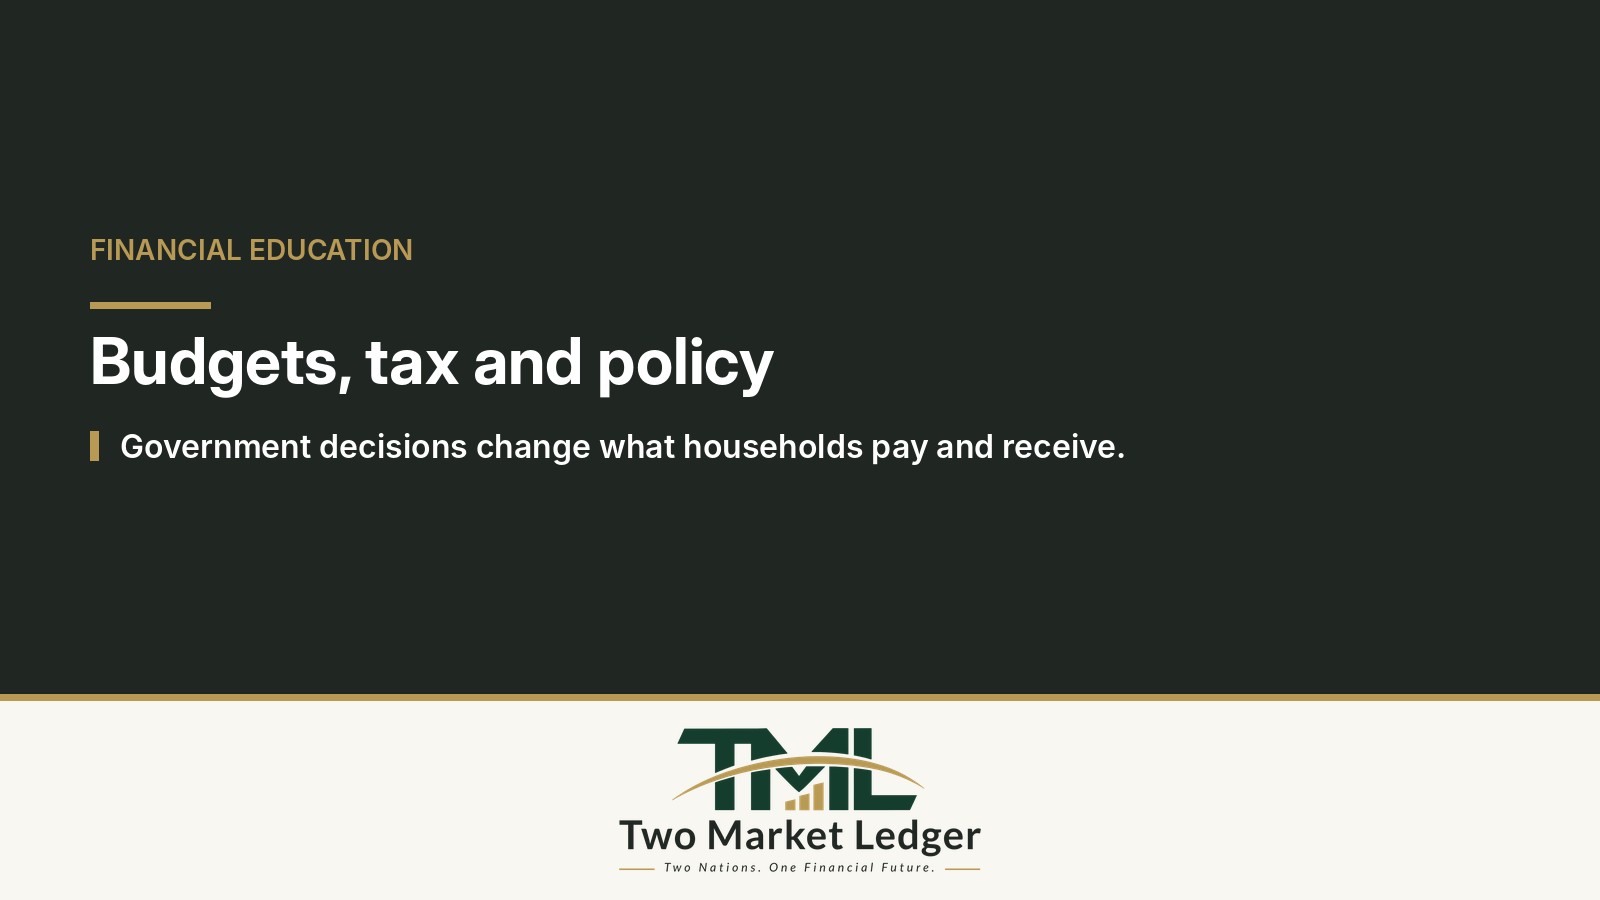 FINANCIAL EDUCATION
Budgets, tax and policy
Government decisions change what households pay and receive.
TML
Two Market Ledger
Two Nations. One Financial Future.